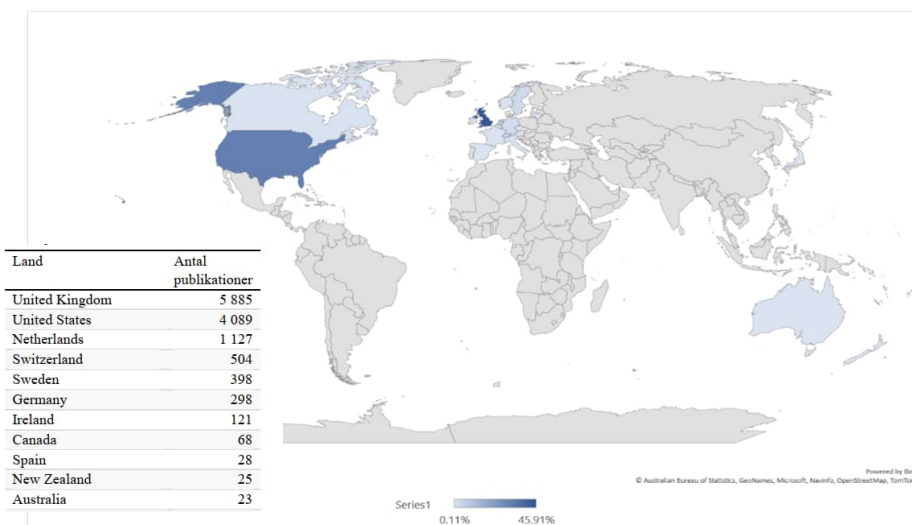 Land Antal
publikationer
United Kingdom 5 885
United States 4 089
Netherlands 1 127
Switzerland 504
Sweden 398
Germany 298
Ireland 121
Canada 68
Spain 28
New Zealand 25
Australia 23
Powered by Bin
© Australian Bureau of Statistics, GeoNames, Microsoft, Navinfo, OpenStreetMap, TomTom
Series1
0.11% 45.91%